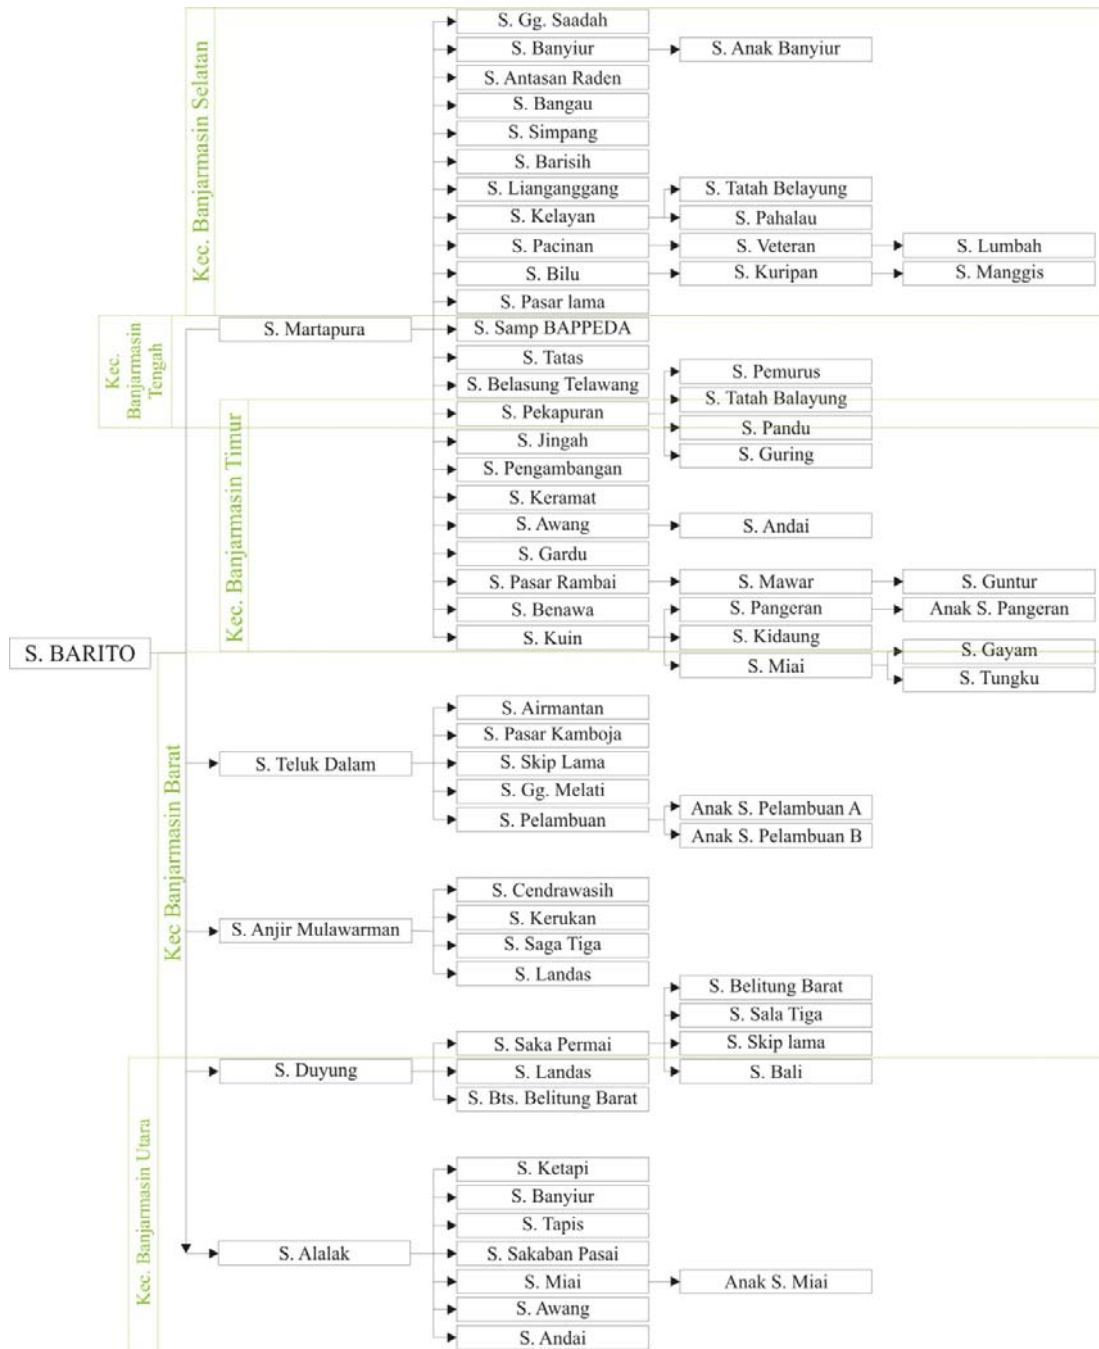 S. Gg. Saadah
S. Banyiur
S. Anak Banyiur
S. Antasan Raden
S. Bangau
S. Simpang
S. Barisih
S. Lianganggang
S. Tatah Belayung
S. Kelayan
S. Pahalau
S. Pacinan
S. Veteran
S. Lumbah
S. Bilu
S. Kuripan
S. Manggis
S. Pasar lama
Kec. Banjarmasin Selatan
S. Martapura
S. Samp BAPPEDA
S. Tatas
S. Belasung Telawang
Kec.
Banjarmasin
Tengah
S. Pemurus
S. Tatah Balayung
S. Pekapuran
S. Pandu
S. Jingah
S. Guring
S. Pengambangan
S. Keramat
S. Awang
S. Andai
S. Gardu
S. Pasar Rambai
S. Mawar
S. Guntur
S. Benawa
S. Pangeran
Anak S. Pangeran
S. Kuin
S. Kidaung
S. Miai
S. Gayam
S. Tungku
Kec. Banjarmasin Timur
S. BARITO
S. Airmantan
S. Pasar Kamboja
S. Teluk Dalam
S. Skip Lama
S. Gg. Melati
S. Pelambuan
Anak S. Pelambuan A
Anak S. Pelambuan B
Kec Banjarmasin Barat
S. Cendrawasih
S. Kerukan
S. Anjir Mulawarman
S. Saga Tiga
S. Landas
S. Belitung Barat
S. Sala Tiga
S. Saka Permai
S. Skip lama
S. Duyung
S. Landas
S. Bali
S. Bts. Belitung Barat
Kec. Banjarmasin Utara
S. Ketapi
S. Banyiur
S. Tapis
S. Alalak
S. Sakaban Pasai
S. Miai
Anak S. Miai
S. Awang
S. Andai